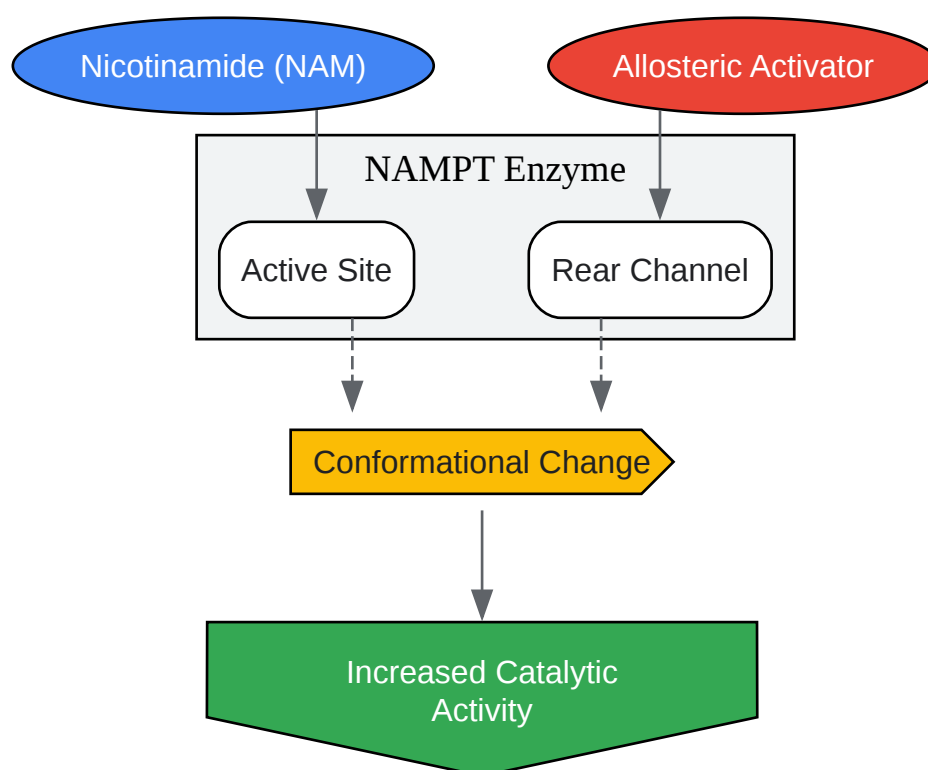 Nicotinamide (NAM)
Allosteric Activator
NAMPT Enzyme
Active Site
Rear Channel
Conformational Change
Increased Catalytic
Activity